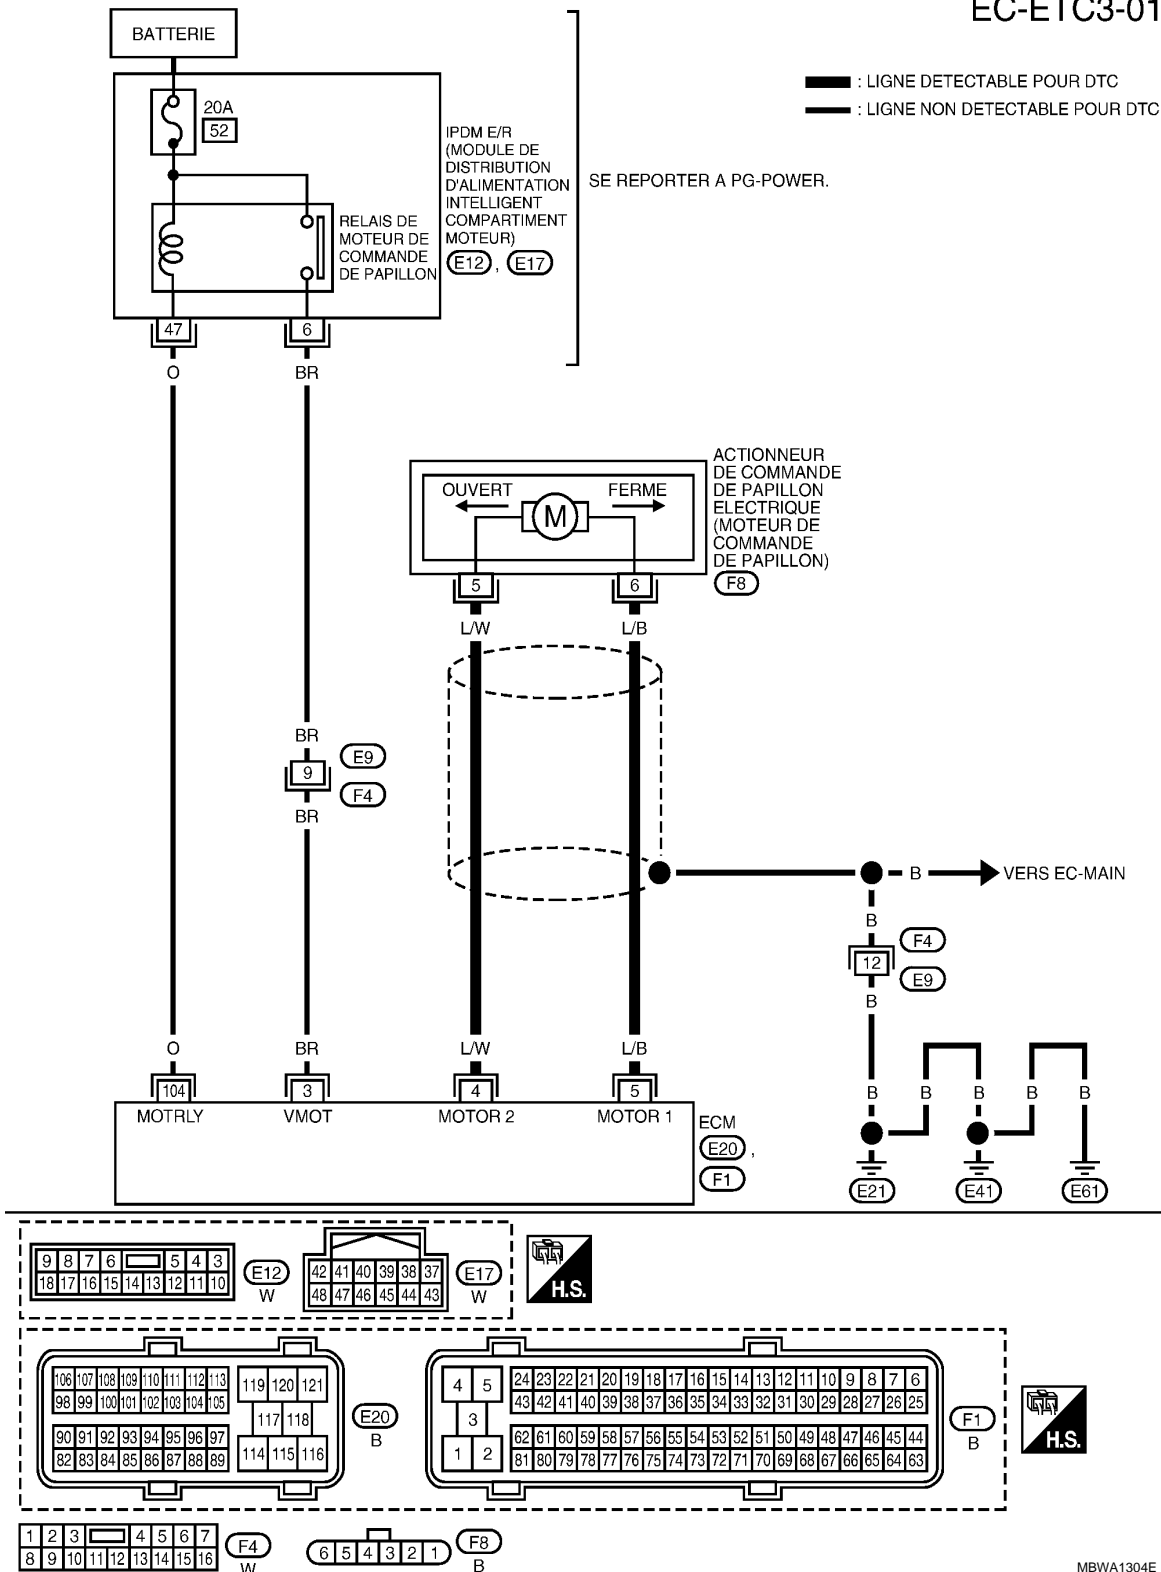 EC-ETC3-01
BATTERIE
: LIGNE DETECTABLE POUR DTC
: LIGNE NON DETECTABLE POUR DTC
20A
52
IPDM E/R
(MODULE DE
DISTRIBUTION
D'ALIMENTATION
INTELLIGENT
COMPARTIMENT
MOTEUR)
E12 , E17
SE REPORTER A PG-POWER.
RELAIS DE
MOTEUR DE
COMMANDE
DE PAPILLON
47 6
O BR
ACTIONNEUR
DE COMMANDE
DE PAPILLON
ELECTRIQUE
(MOTEUR DE
COMMANDE
DE PAPILLON)
F8
OUVERT FERME
M
5 6
L/W L/B
BR
9
E9
F4
BR
B VERS EC-MAIN
B
12
F4
E9
B
O BR L/W L/B
104 3 4 5
MOTRLY VMOT MOTOR 2 MOTOR 1
ECM
E20 ,
F1
B B B B B
E21 E41 E61
9 8 7 6 5 4 3
18 17 16 15 14 13 12 11 10
E12
W
42 41 40 39 38 37
48 47 46 45 44 43
E17
W
H.S.
106 107 108 109 110 111 112 113
98 99 100 101 102 103 104 105
90 91 92 93 94 95 96 97
82 83 84 85 86 87 88 89
119 120 121
117 118
114 115 116
E20
B
4 5
3
1 2
24 23 22 21 20 19 18 17 16 15 14 13 12 11 10 9 8 7 6
43 42 41 40 39 38 37 36 35 34 33 32 31 30 29 28 27 26 25
62 61 60 59 58 57 56 55 54 53 52 51 50 49 48 47 46 45 44
81 80 79 78 77 76 75 74 73 72 71 70 69 68 67 66 65 64 63
F1
B
H.S.
1 2 3 4 5 6 7
8 9 10 11 12 13 14 15 16
F4
W
6 5 4 3 2 1
F8
B
MBWA1304E